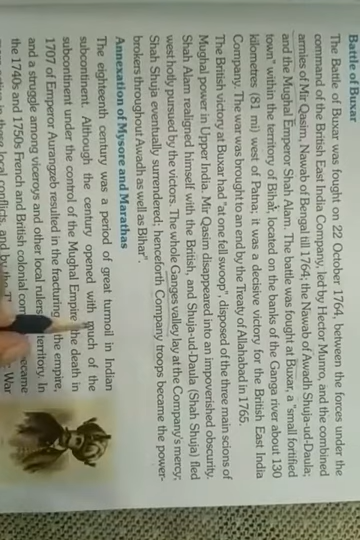 Battle of Buxar
The Battle of Buxar was fought on 22 October 1764, between the forces under the
command of the British East India Company, led by Hector Munro, and the combined
armies of Mir Qasim, Nawab of Bengal till 1764; the Nawab of Awadh Shuja-ud-Daula;
and the Mughal Emperor Shah Alam. The battle was fought at Buxar, a "small fortified
town" within the territory of Bihar, located on the banks of the Ganga river about 130
kilometres (81 mi) west of Patna; it was a decisive victory for the British East India
Company. The war was brought to an end by the Treaty of Allahabad in 1765.
The British victory at Buxar had "at one fell swoop", disposed of the three main scions of
Mughal power in Upper India. Mir Qasim disappeared into an impoverished obscurity.
Shah Alam realigned himself with the British, and Shuja-ud-Daula (Shah Shuja) fled
west hotly pursued by the victors. The whole Ganges valley lay at the Company's mercy;
Shah Shuja eventually surrendered; henceforth Company troops became the power-
brokers throughout Awadh as well as Bihar".
Annexation of Mysore and Marathas
The eighteenth century was a period of great turmoil in Indian
subcontinent. Although the century opened with much of the
subcontinent under the control of the Mughal Empire the death in
1707 of Emperor Aurangzeb resulted in the fracturing the empire,
and a struggle among viceroys and other local rulers territory. In
the 1740s and 1750s French and British colonial became
in these local conflicts, and by the War